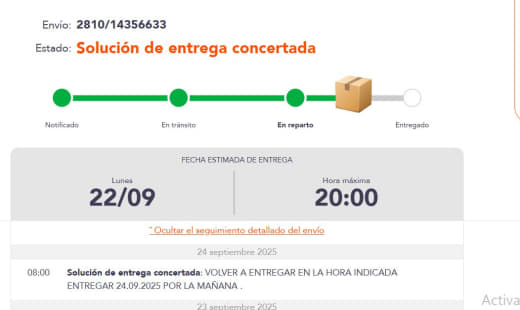 Envío: 2810/14356633
Estado: Solución de entrega concertada
Notificado En tránsito En reparto Entregado
FECHA ESTIMADA DE ENTREGA
Lunes Hora máxima
22/09 20:00
^ Ocultar el seguimiento detallado del envío
24 septiembre 2025
08:00 Solución de entrega concertada: VOLVER A ENTREGAR EN LA HORA INDICADA
ENTREGAR 24.09.2025 POR LA MAÑANA .
Activa
23 septiembre 2025